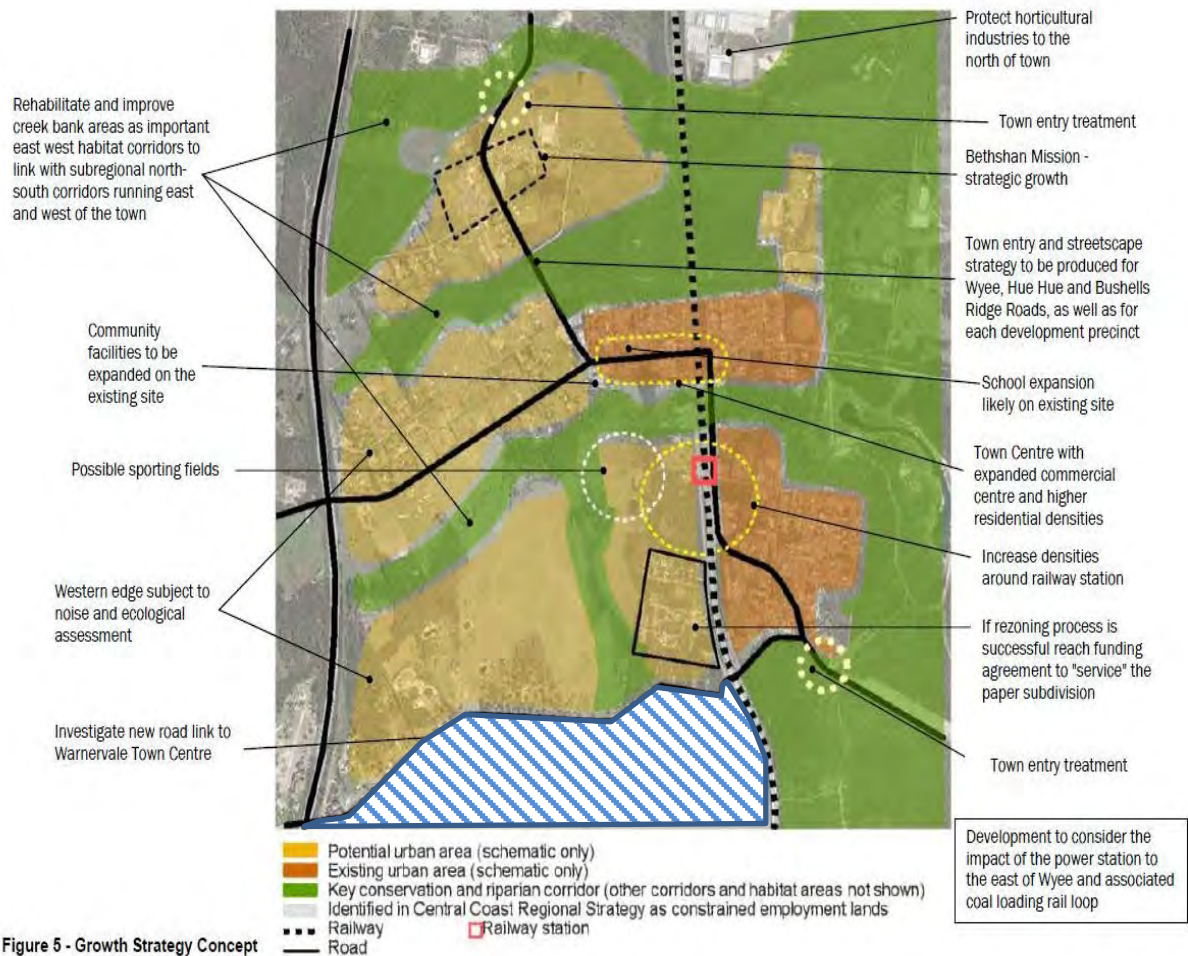 Protect horticultural
industries to the
north of town
Rehabilitate and improve
creek bank areas as important
east west habitat corridors to
link with subregional north-
south corridors running east
and west of the town
Town entry treatment
Bethshan Mission -
strategic growth
Town entry and streetscape
strategy to be produced for
Wyee, Hue Hue and Bushells
Ridge Roads, as well as for
each development precinct
Community
facilities to be
expanded on the
existing site
School expansion
likely on existing site
Possible sporting fields
Town Centre with
expanded commercial
centre and higher
residential densities
Increase densities
around railway station
Western edge subject to
noise and ecological
assessment
If rezoning process is
successful reach funding
agreement to "service" the
paper subdivision
Investigate new road link to
Warnervale Town Centre
Town entry treatment
Development to consider the
impact of the power station to
the east of Wyee and associated
coal loading rail loop
Potential urban area (schematic only)
Existing urban area (schematic only)
Key conservation and riparian corridor (other corridors and habitat areas not shown)
Identified in Central Coast Regional Strategy as constrained employment lands
Railway Railway station
Road
Figure 5 - Growth Strategy Concept